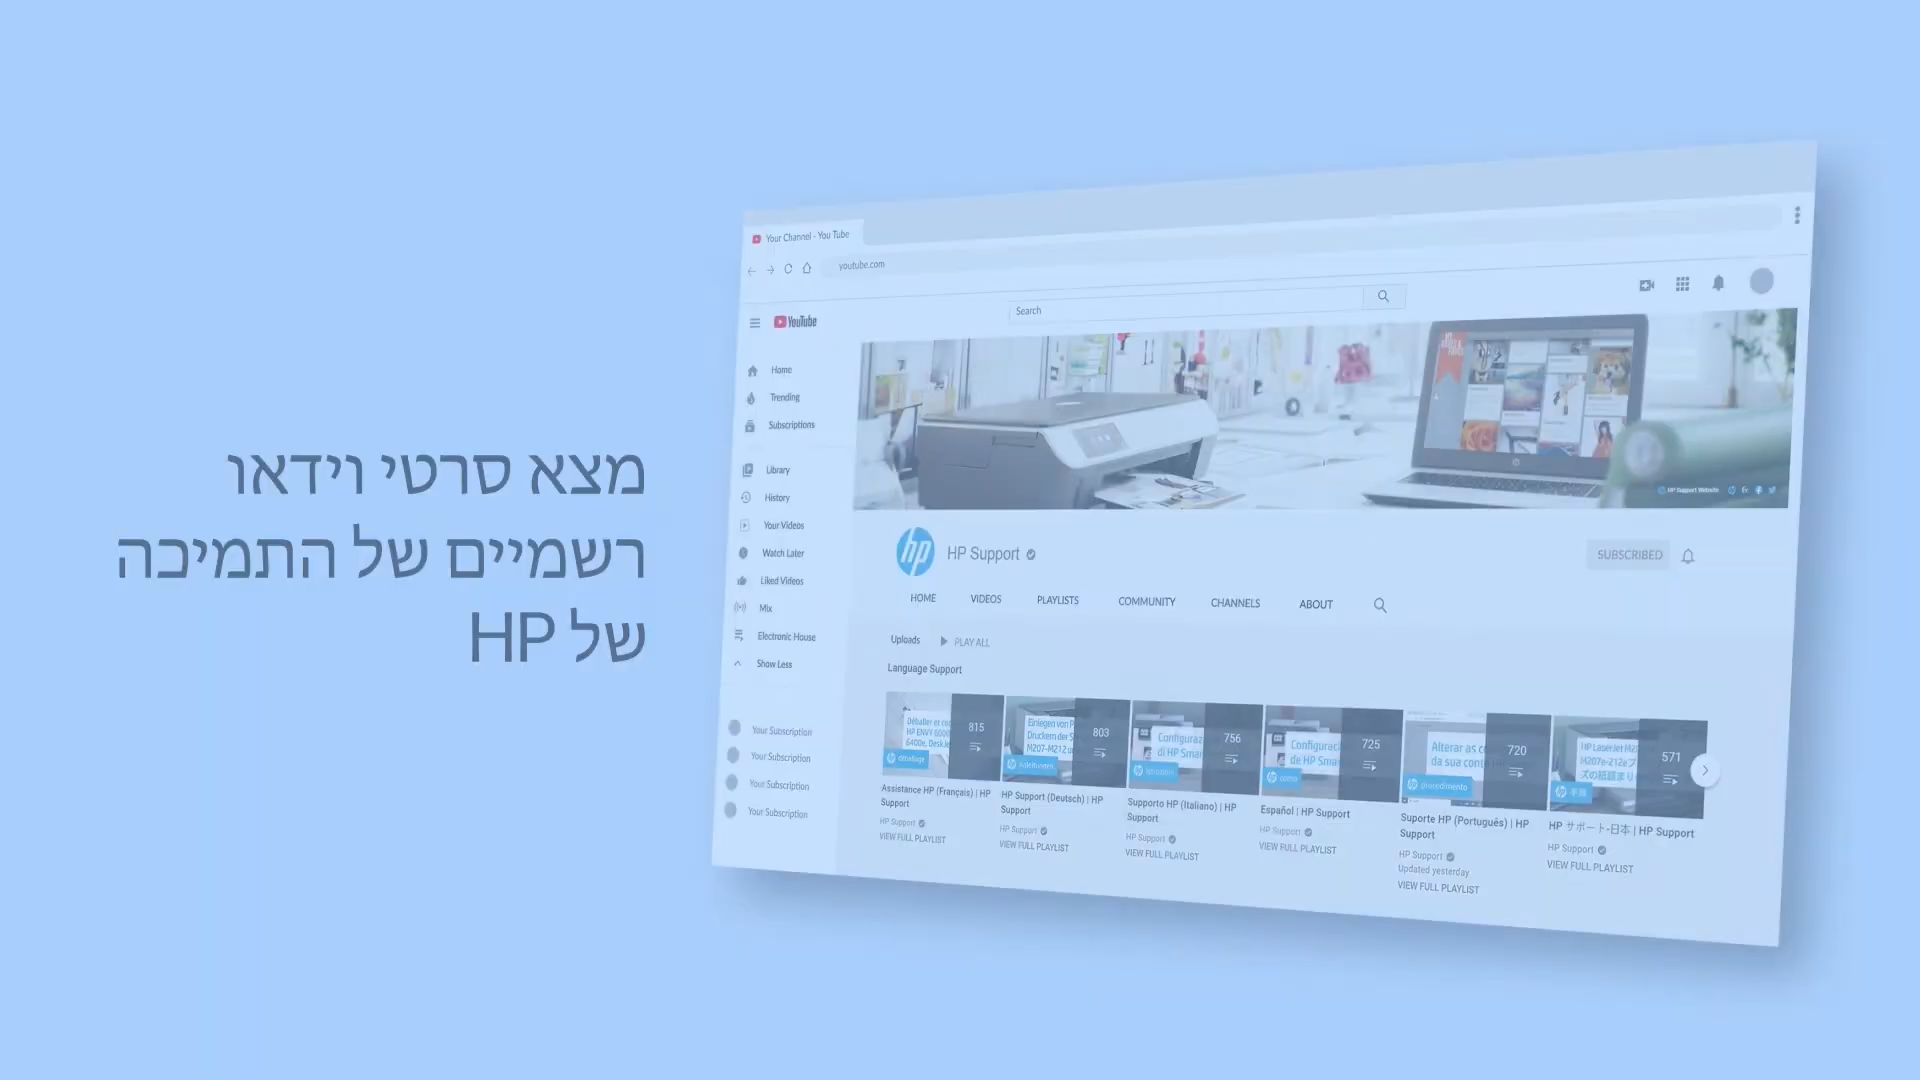 מצא סרטי וידאו
רשמיים של התמיכה
של HP
Your Channel - You Tube
youtube.com
YouTube
Search
Home
Trending
Subscriptions
Library
History
Your Videos
Watch Later
Liked Videos
Mix
Electronic House
Show Less
Your Subscription
Your Subscription
Your Subscription
Your Subscription
HP Support Website
hp
HP Support
SUBSCRIBED
HOME VIDEOS PLAYLISTS COMMUNITY CHANNELS ABOUT
Uploads PLAY ALL
Language Support
815
803
756
725
720
571
Assistance HP (Français) | HP
Support
HP Support
VIEW FULL PLAYLIST
HP Support (Deutsch) | HP
Support
HP Support
VIEW FULL PLAYLIST
Supporto HP (Italiano) | HP
Support
HP Support
VIEW FULL PLAYLIST
Español | HP Support
HP Support
VIEW FULL PLAYLIST
Suporte HP (Português) | HP
Support
HP Support
Updated yesterday
VIEW FULL PLAYLIST
HP サポート-日本 | HP Support
HP Support
VIEW FULL PLAYLIST